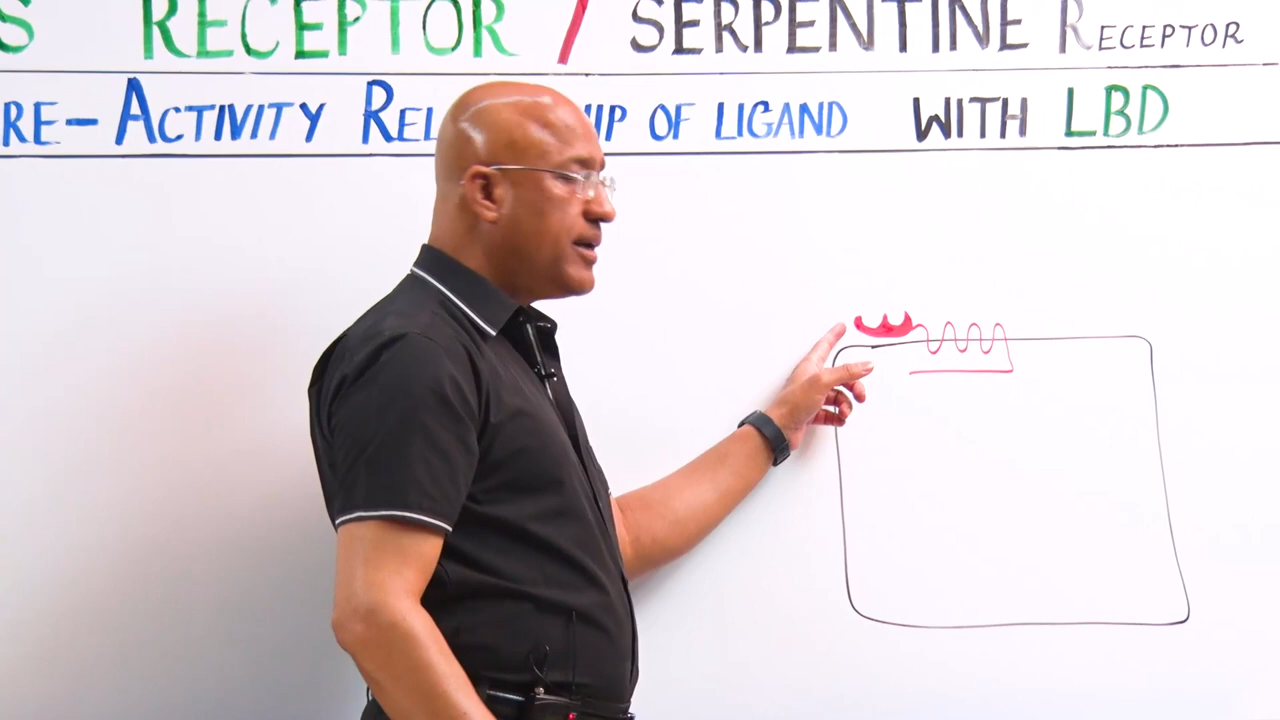 S RECEPTOR / SERPENTINE RECEPTOR
RE-ACTIVITY REL IP OF LIGAND WITH LBD